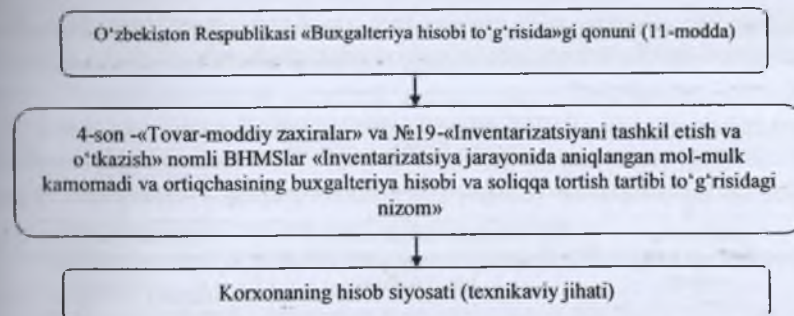 O‘zbekiston Respublikasi «Buxgalteriya hisobi to‘g‘risida»gi qonuni (11-modda)
4-son -«Tovar-moddiy zaxiralar» va №19-«Inventarizatsiyani tashkil etish va
o‘tkazish» nomli BHMSlar «Inventarizatsiya jarayonida aniqlangan mol-mulk
kamomadi va ortiqchasining buxgalteriya hisobi va soliqqa tortish tartibi to‘g‘risidagi
nizom»
Korxonaning hisob siyosati (texnikaviy jihati)